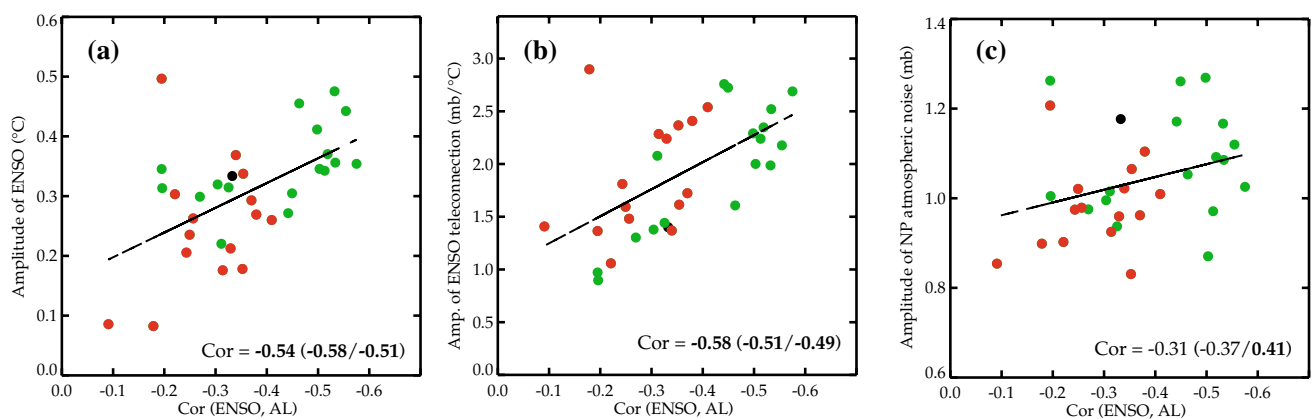 (a)
Amplitude of ENSO (°C)
0.6
0.5
0.4
0.3
0.2
0.1
0.0
Cor = -0.54 (-0.58/-0.51)
0.0 -0.1 -0.2 -0.3 -0.4 -0.5 -0.6
Cor (ENSO, AL)
(b)
Amp. of ENSO teleconnection (mb/°C)
3.0
2.5
2.0
1.5
1.0
0.5
0.0
Cor = -0.58 (-0.51/-0.49)
0.0 -0.1 -0.2 -0.3 -0.4 -0.5 -0.6
Cor (ENSO, AL)
(c)
Amplitude of NP atmospheric noise (mb)
1.4
1.2
1.0
0.8
0.6
Cor = -0.31 (-0.37/0.41)
0.0 -0.1 -0.2 -0.3 -0.4 -0.5 -0.6
Cor (ENSO, AL)